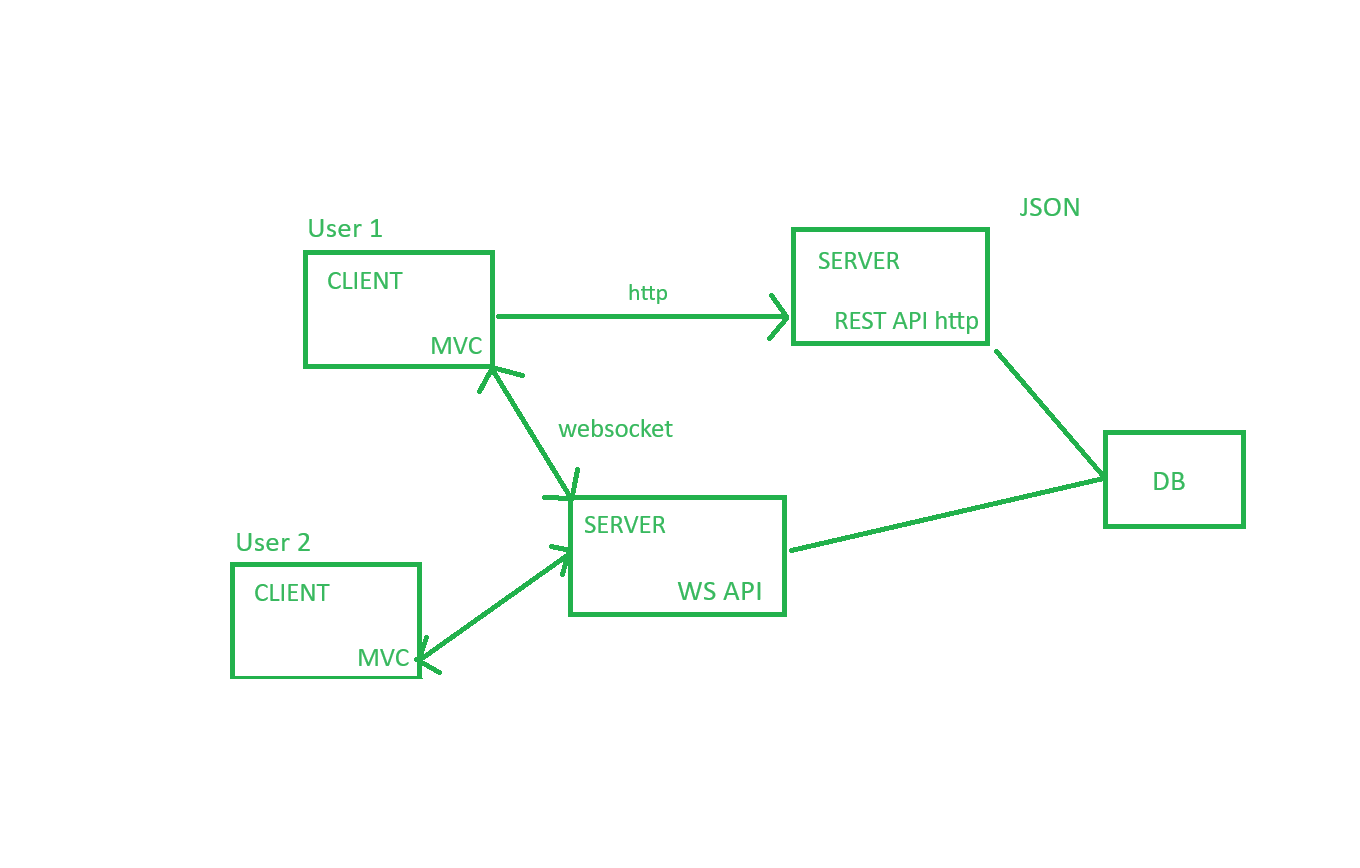 JSON
User 1
CLIENT
MVC
http
SERVER
REST API http
websocket
DB
SERVER
WS API
User 2
CLIENT
MVC